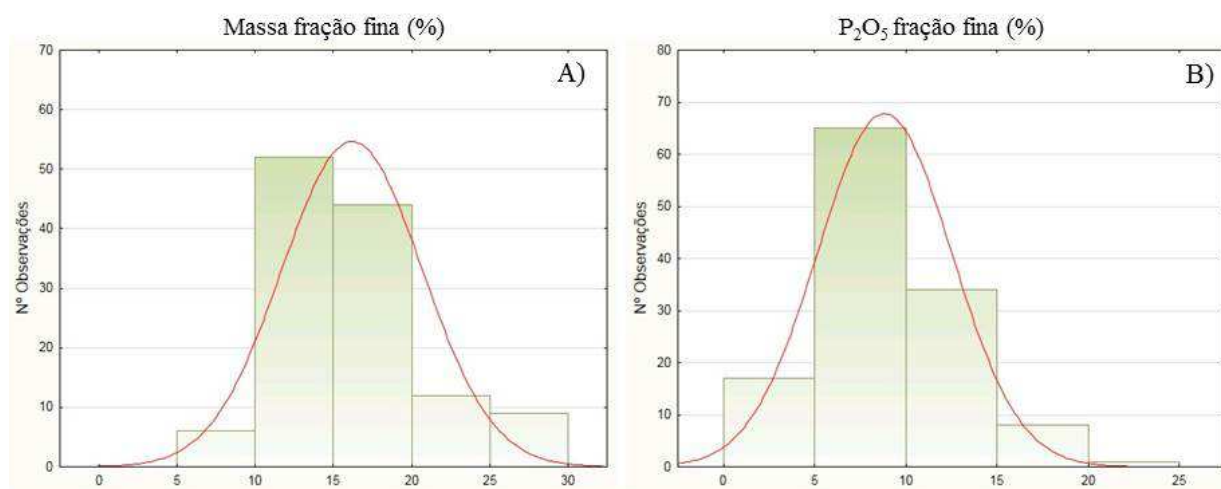 Massa fração fina (%)
A)
70
60
50
40
30
20
10
0
Nº Observações
0 5 10 15 20 25 30
P₂O₅ fração fina (%)
B)
80
70
60
50
40
30
20
10
0
Nº Observações
0 5 10 15 20 25